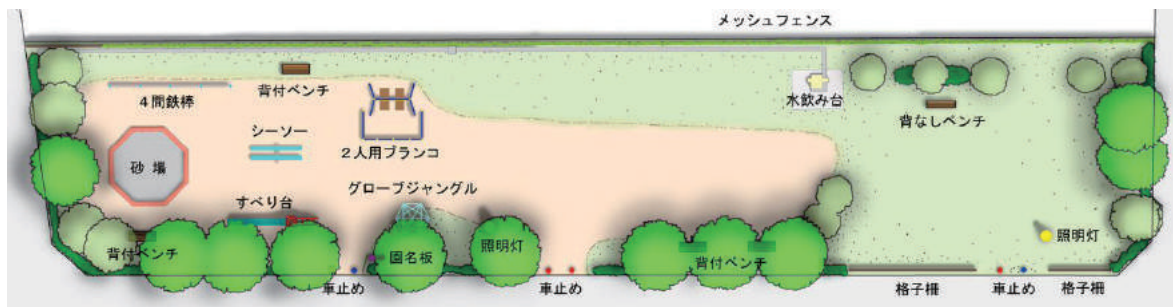 メッシュフェンス
背付ベンチ
4間鉄棒
水飲み台
背なしベンチ
シーソー
2人用ブランコ
砂場
グローブジャングル
すべり台
照明灯
照明灯
背付ベンチ
園名板
背付ベンチ
車止め
車止め
格子柵
車止め
格子柵